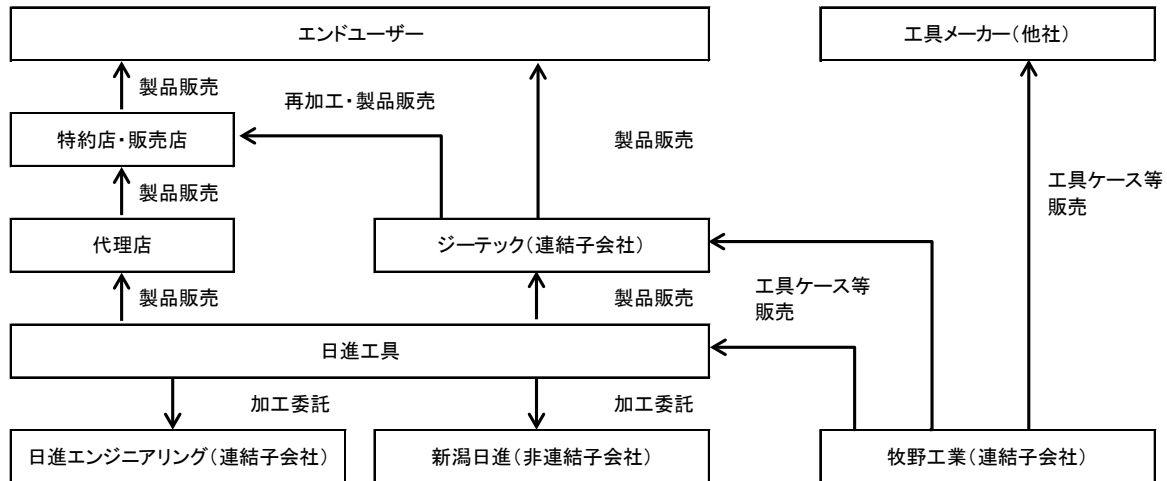 エンドユーザー
工具メーカー(他社)
製品販売
再加工・製品販売
特約店・販売店
製品販売
製品販売
工具ケース等
販売
代理店
ジーテック(連結子会社)
製品販売
製品販売
工具ケース等
販売
日進工具
加工委託
加工委託
日進エンジニアリング(連結子会社)
新潟日進(非連結子会社)
牧野工業(連結子会社)